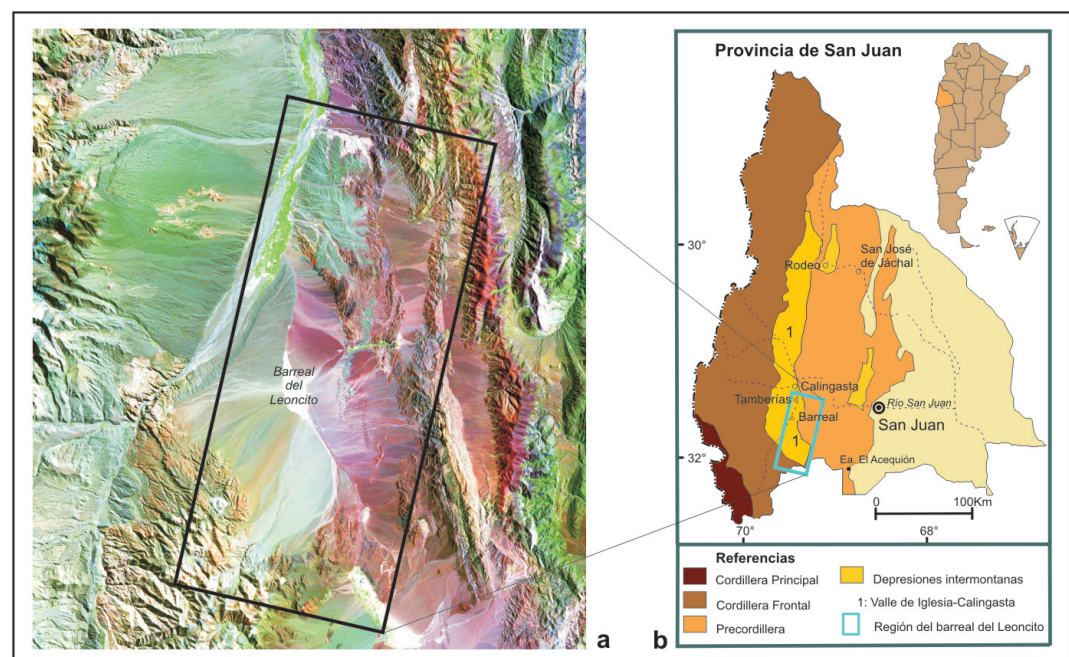 Barreal
del
Leoncito
a
b
Provincia de San Juan
30°
Rodeo
San José
de Jáchal
1
Calingasta
Tamberías
Río San Juan
Barreal
San Juan
1
32°
Ea. El Acequión
0
100Km
70°
68°
Referencias
Cordillera Principal
Depresiones intermontanas
Cordillera Frontal
1: Valle de Iglesia-Calingasta
Precordillera
Región del barreal del Leoncito